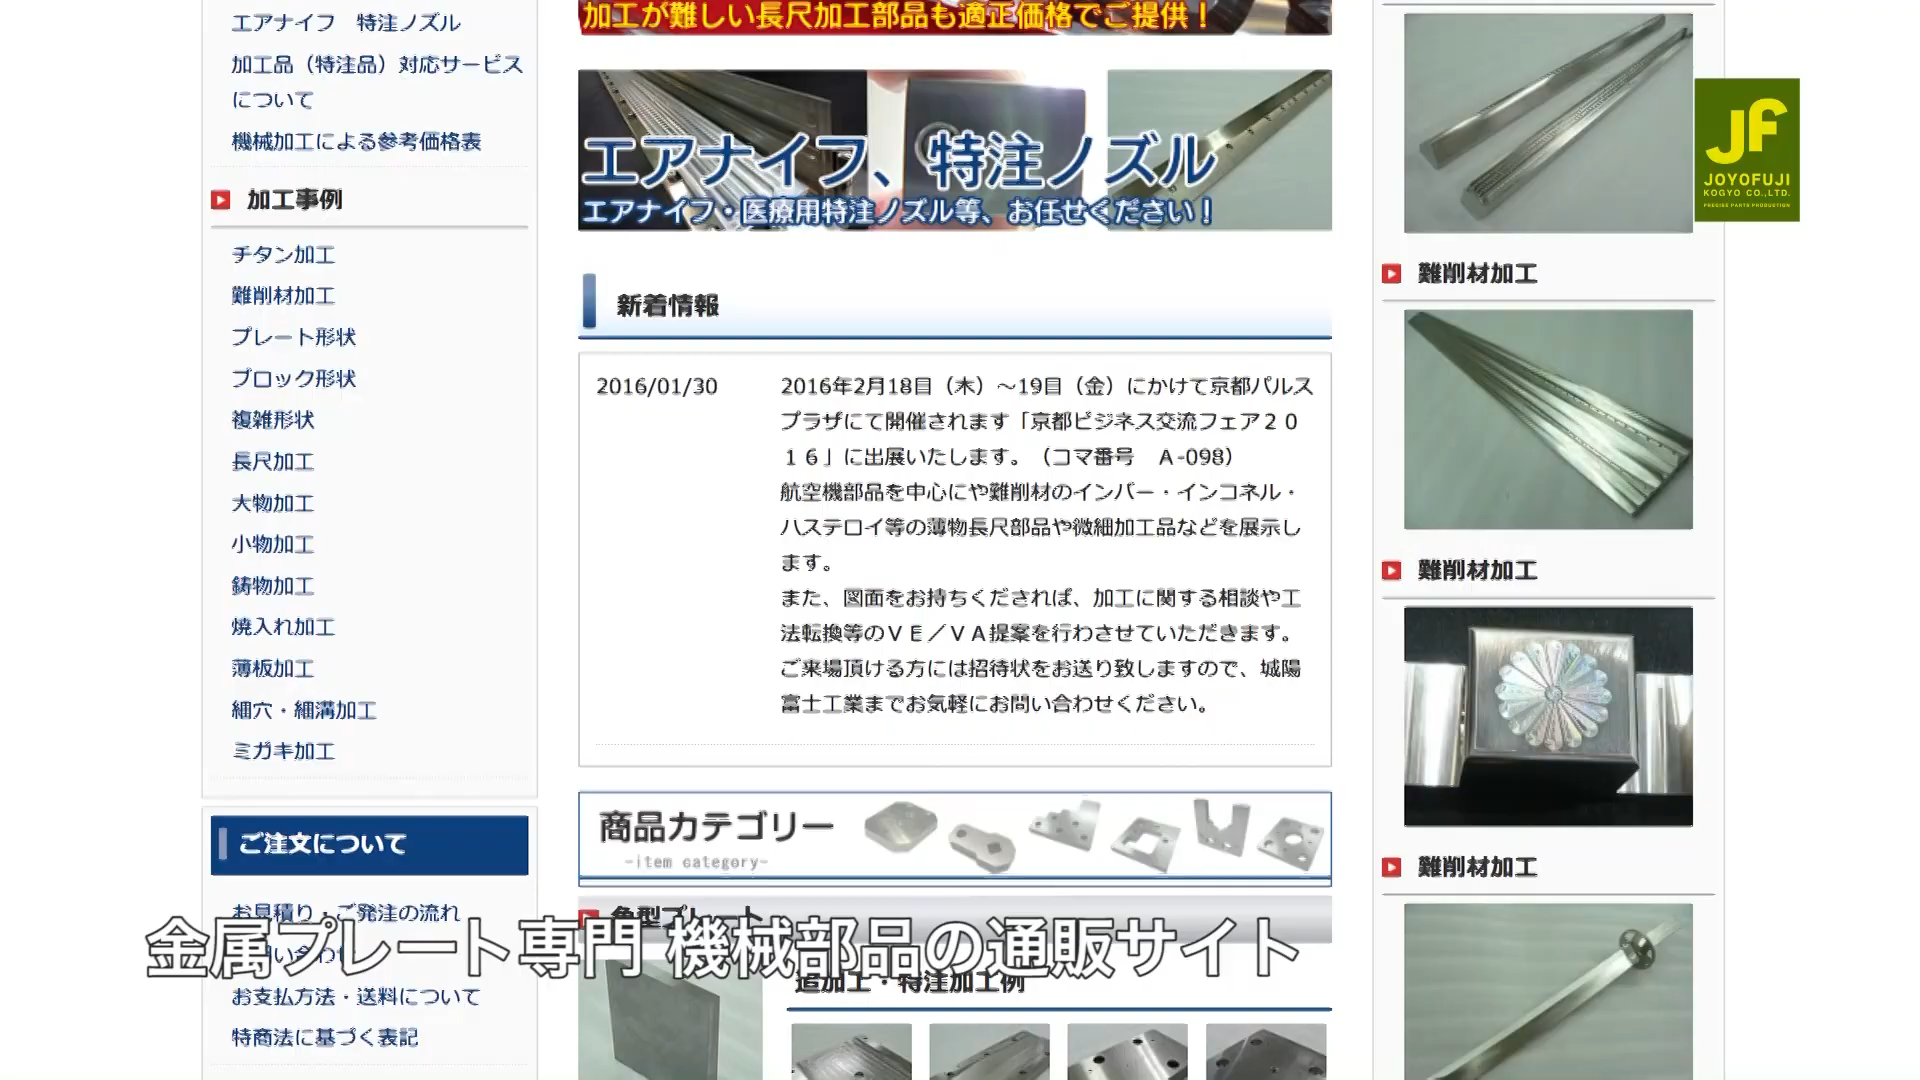 エアナイフ　特注ノズル
加工品（特注品）対応サービス
について
機械加工による参考価格表
加工事例
チタン加工
難削材加工
プレート形状
ブロック形状
複雑形状
長尺加工
大物加工
小物加工
鋳物加工
焼入れ加工
薄板加工
細穴・細溝加工
ミガキ加工
ご注文について
お見積り・ご発注の流れ
お支払方法・送料について
特商法に基づく表記
加工が難しい長尺加工部品も適正価格でご提供！
エアナイフ、特注ノズル
エアナイフ・医療用特注ノズル等、お任せください！
新着情報
2016/01/30
2016年2月18日（木）～19日（金）にかけて京都パルス
プラザにて開催されます「京都ビジネス交流フェア２０
１６」に出展いたします。（コマ番号　A-098）
航空機部品を中心にや難削材のインバー・インコネル・
ハステロイ等の薄物長尺部品や微細加工品などを展示し
ます。
また、図面をお持ちくだされば、加工に関する相談や工
法転換等のＶＥ／ＶＡ提案を行わさせていただきます。
ご来場頂ける方には招待状をお送り致しますので、城陽
富士工業までお気軽にお問い合わせください。
商品カテゴリー
-item category-
角型プレート
追加工・特注加工例
難削材加工
難削材加工
難削材加工
JF
JOYOFUJI
KOGYO CO.,LTD.
PRECISE PARTS PRODUCTION
金属プレート専門 機械部品の通販サイト